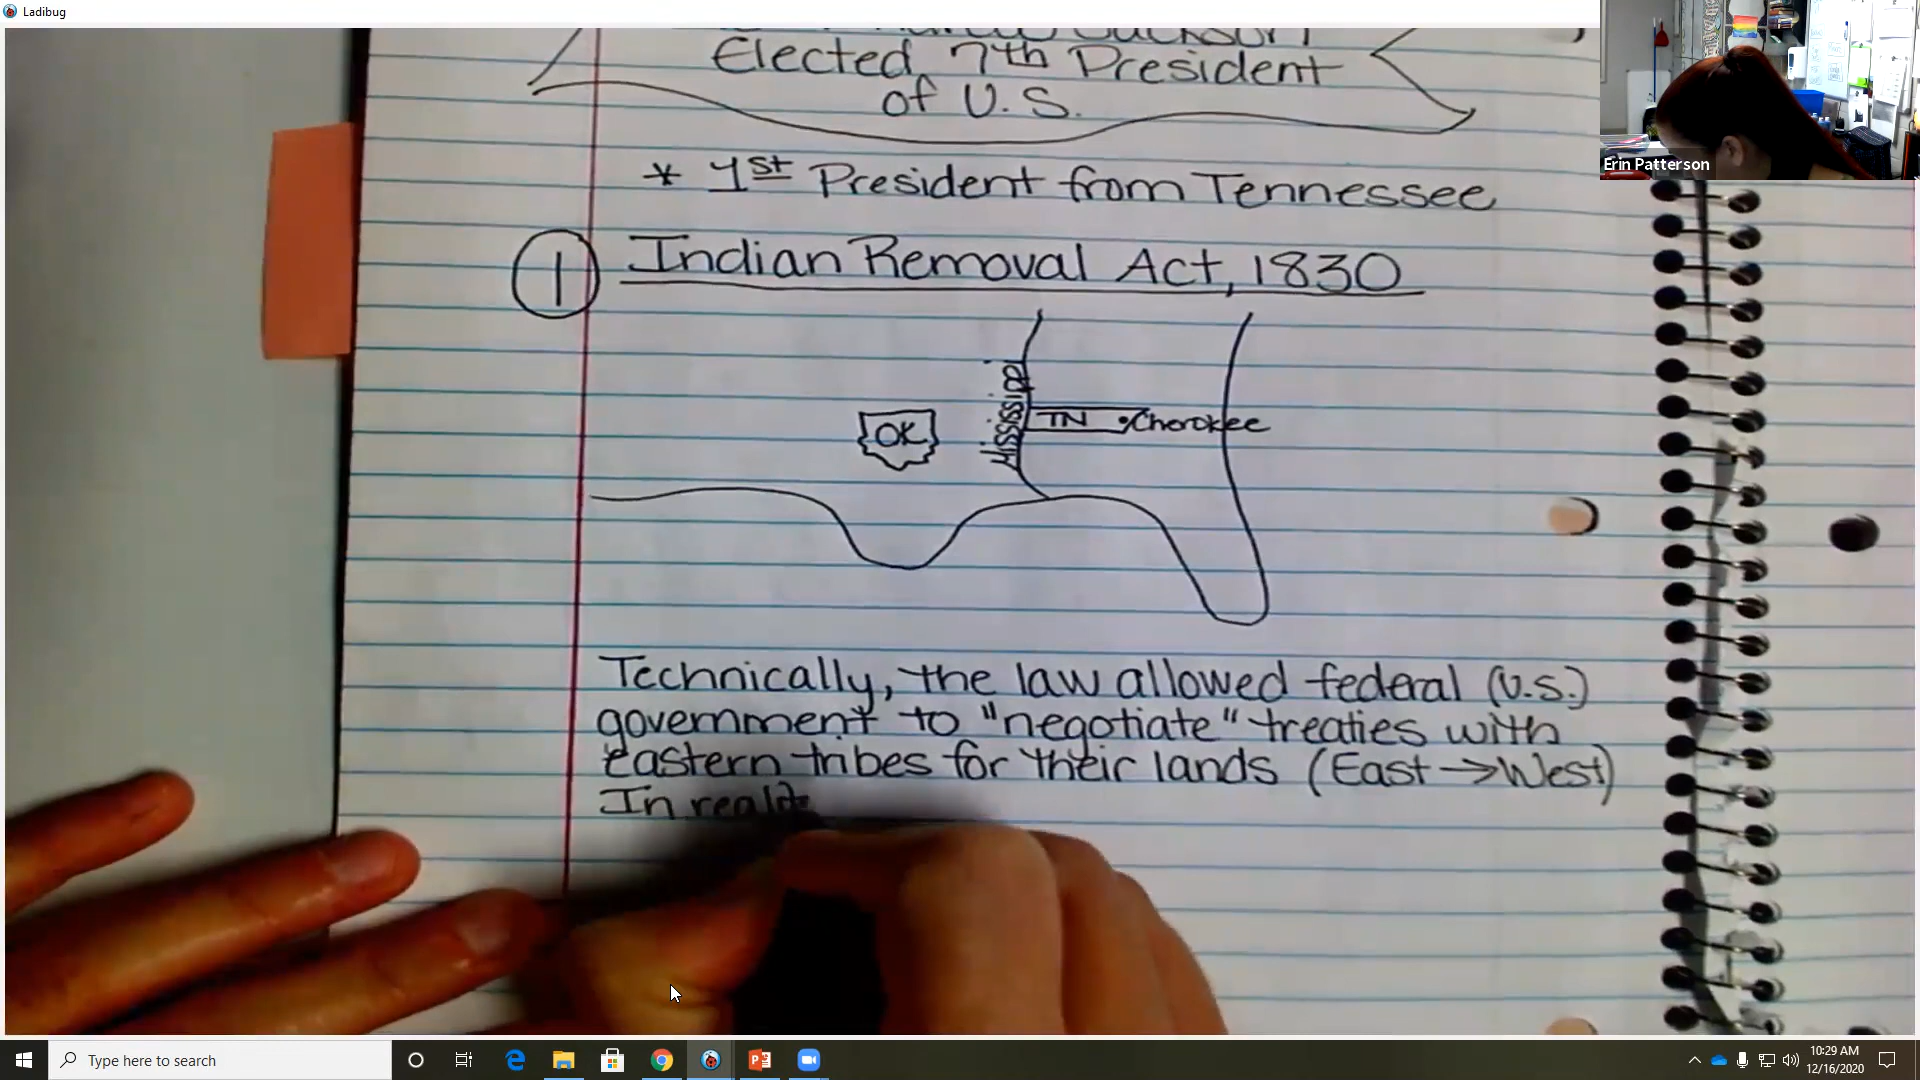 Ladibug
Elected 7th President
of U.S.
Erin Patterson
* 1st President from Tennessee
1 Indian Removal Act, 1830
Mississippi
OK
TN
Cherokee
Technically, the law allowed federal (U.S.)
government to "negotiate" treaties with
eastern tribes for their lands (East → West)
In realit
Type here to search
10:29 AM
12/16/2020